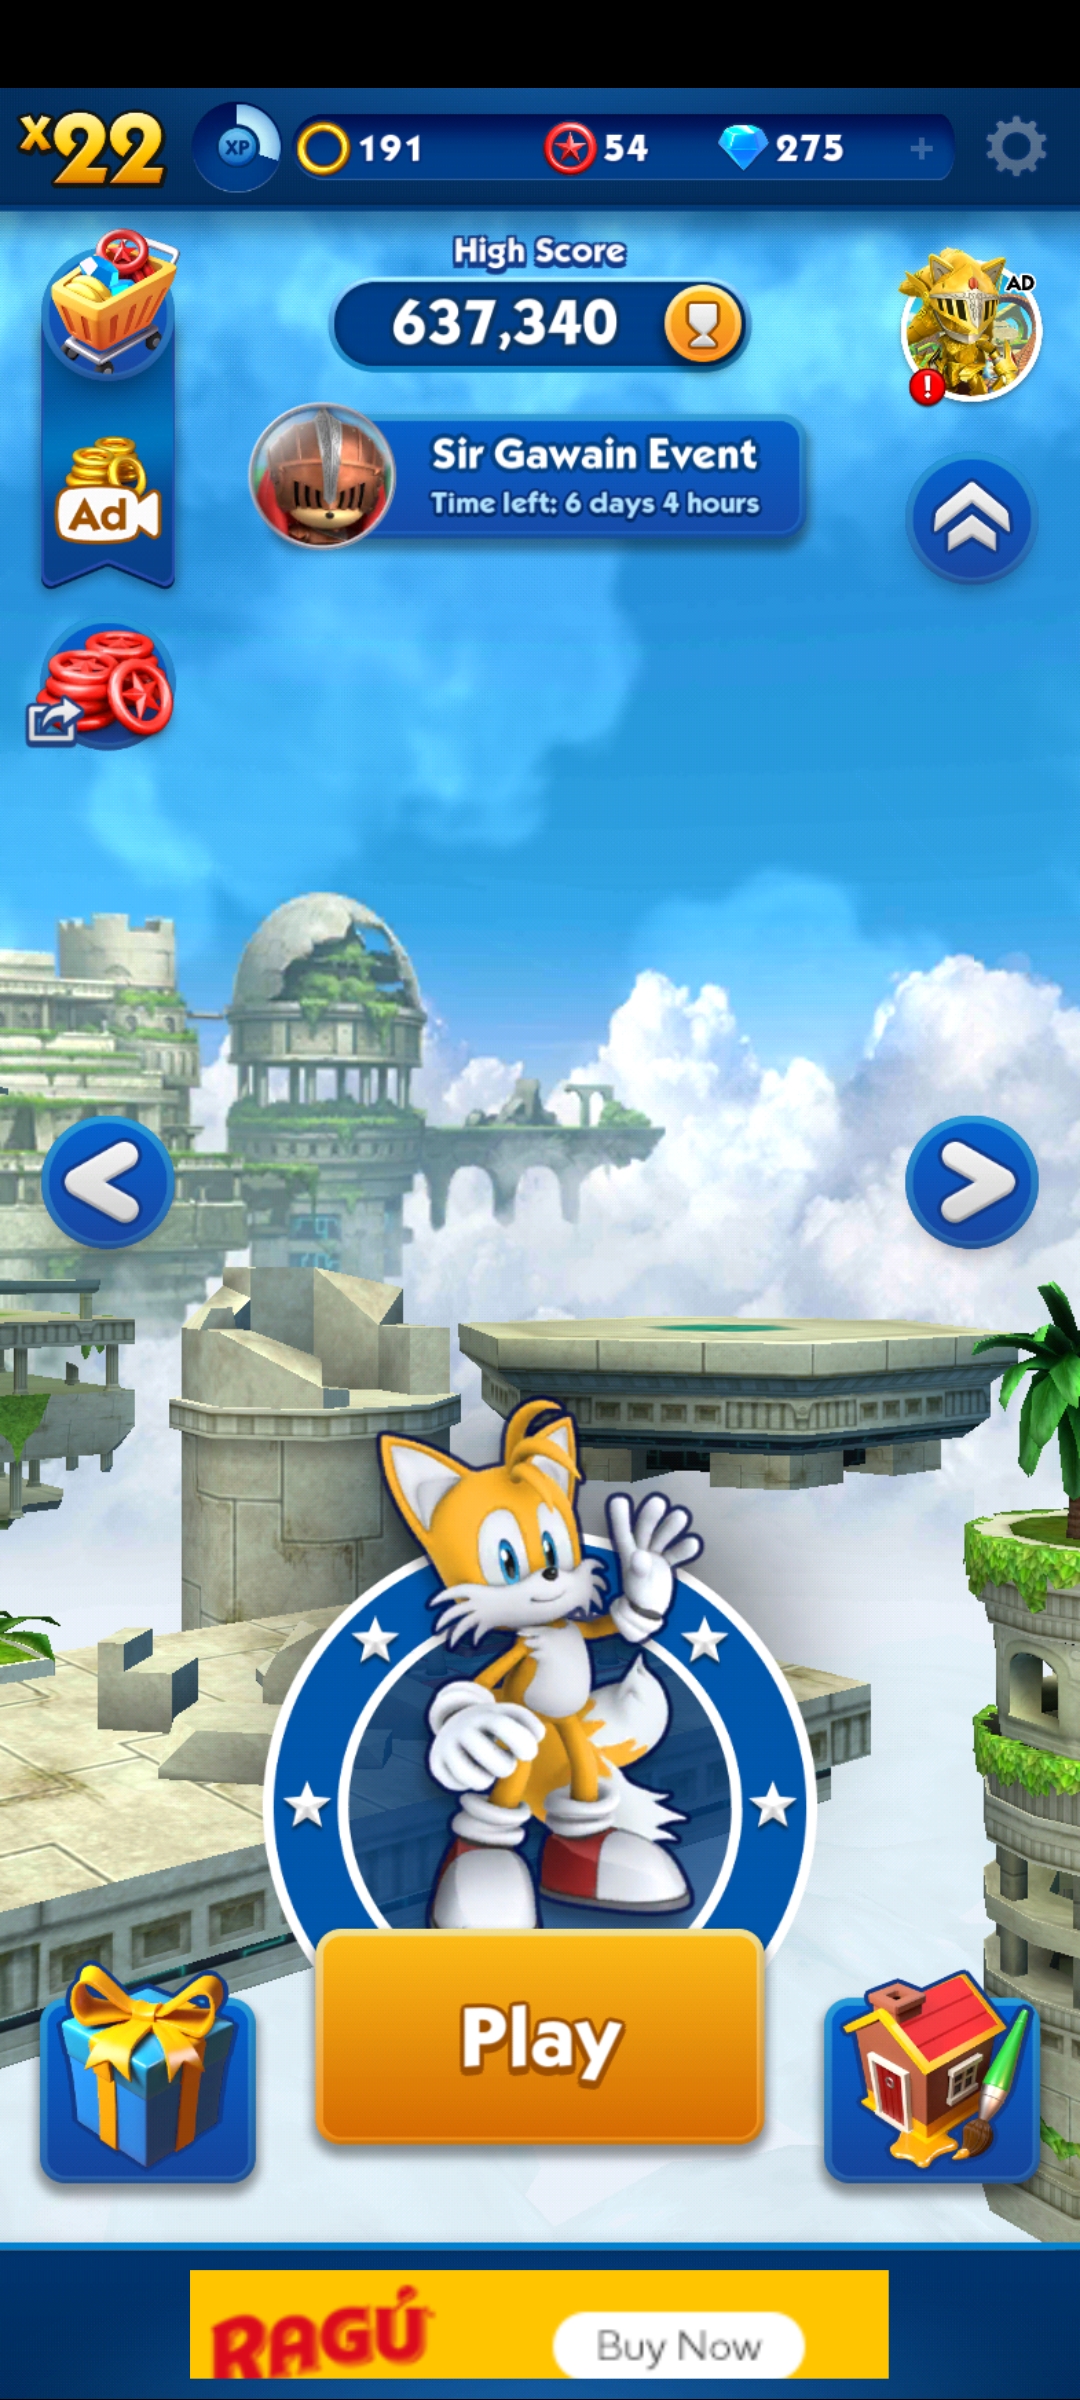 x22
XP
191
54
275
+
High Score
637,340
AD
!
Sir Gawain Event
Time left: 6 days 4 hours
Ad
Play
RAGÚ
Buy Now